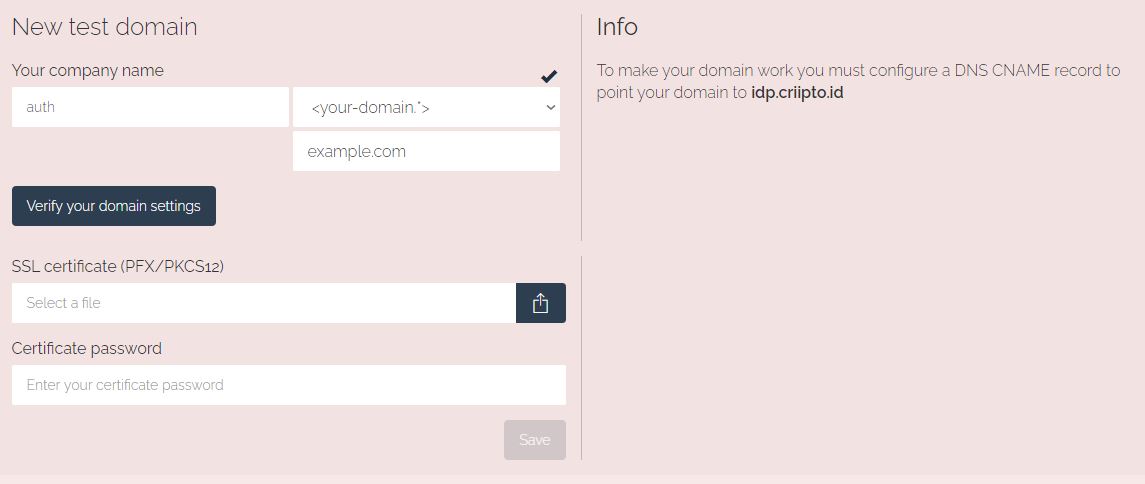 New test domain
Your company name
auth
<your-domain.*>
example.com
Verify your domain settings
SSL certificate (PFX/PKCS12)
Select a file
Certificate password
Enter your certificate password
Save
Info
To make your domain work you must configure a DNS CNAME record to
point your domain to idp.criipto.id